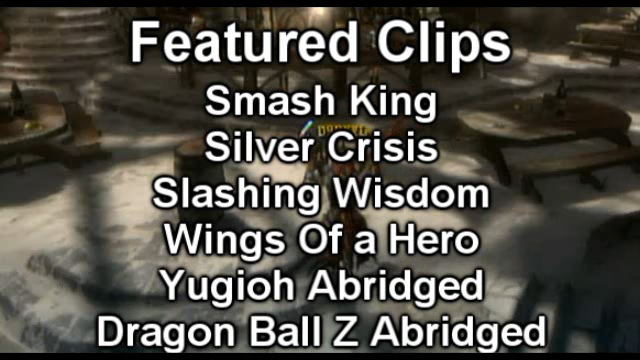 Featured Clips
Smash King
Silver Crisis
Slashing Wisdom
Wings Of a Hero
Yugioh Abridged
Dragon Ball Z Abridged